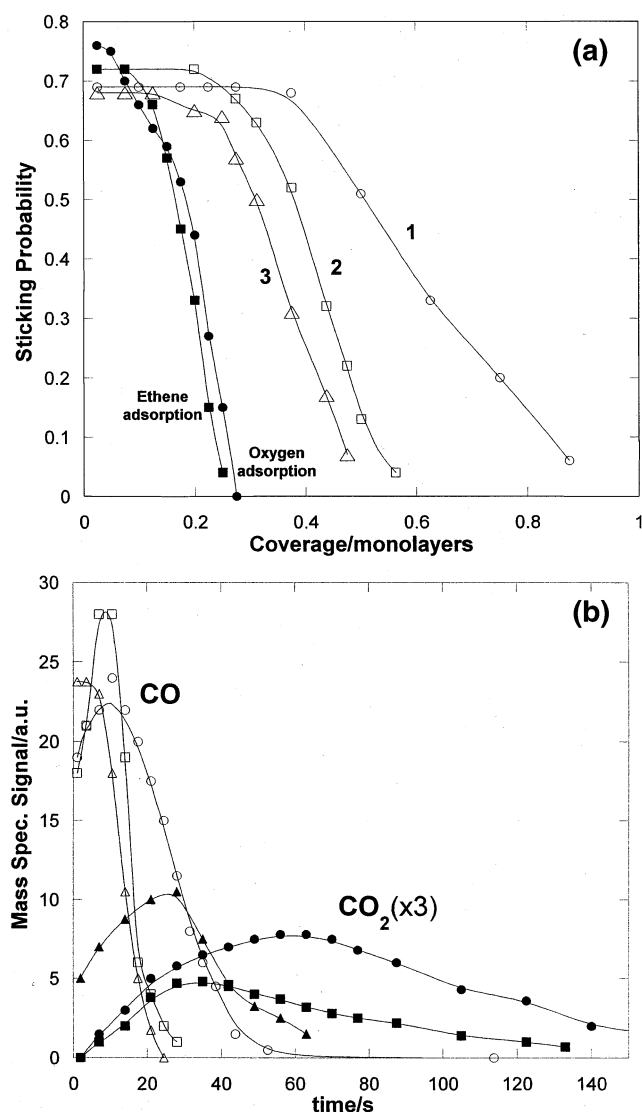 (a)
0.8
0.7
0.6
0.5
0.4
0.3
0.2
0.1
0
Sticking Probability
1
2
3
Ethene
adsorption
Oxygen
adsorption
0 0.2 0.4 0.6 0.8 1
Coverage/monolayers
(b)
30
25
20
15
10
5
0
Mass Spec. Signal/a.u.
CO
CO2(x3)
0 20 40 60 80 100 120 140
time/s